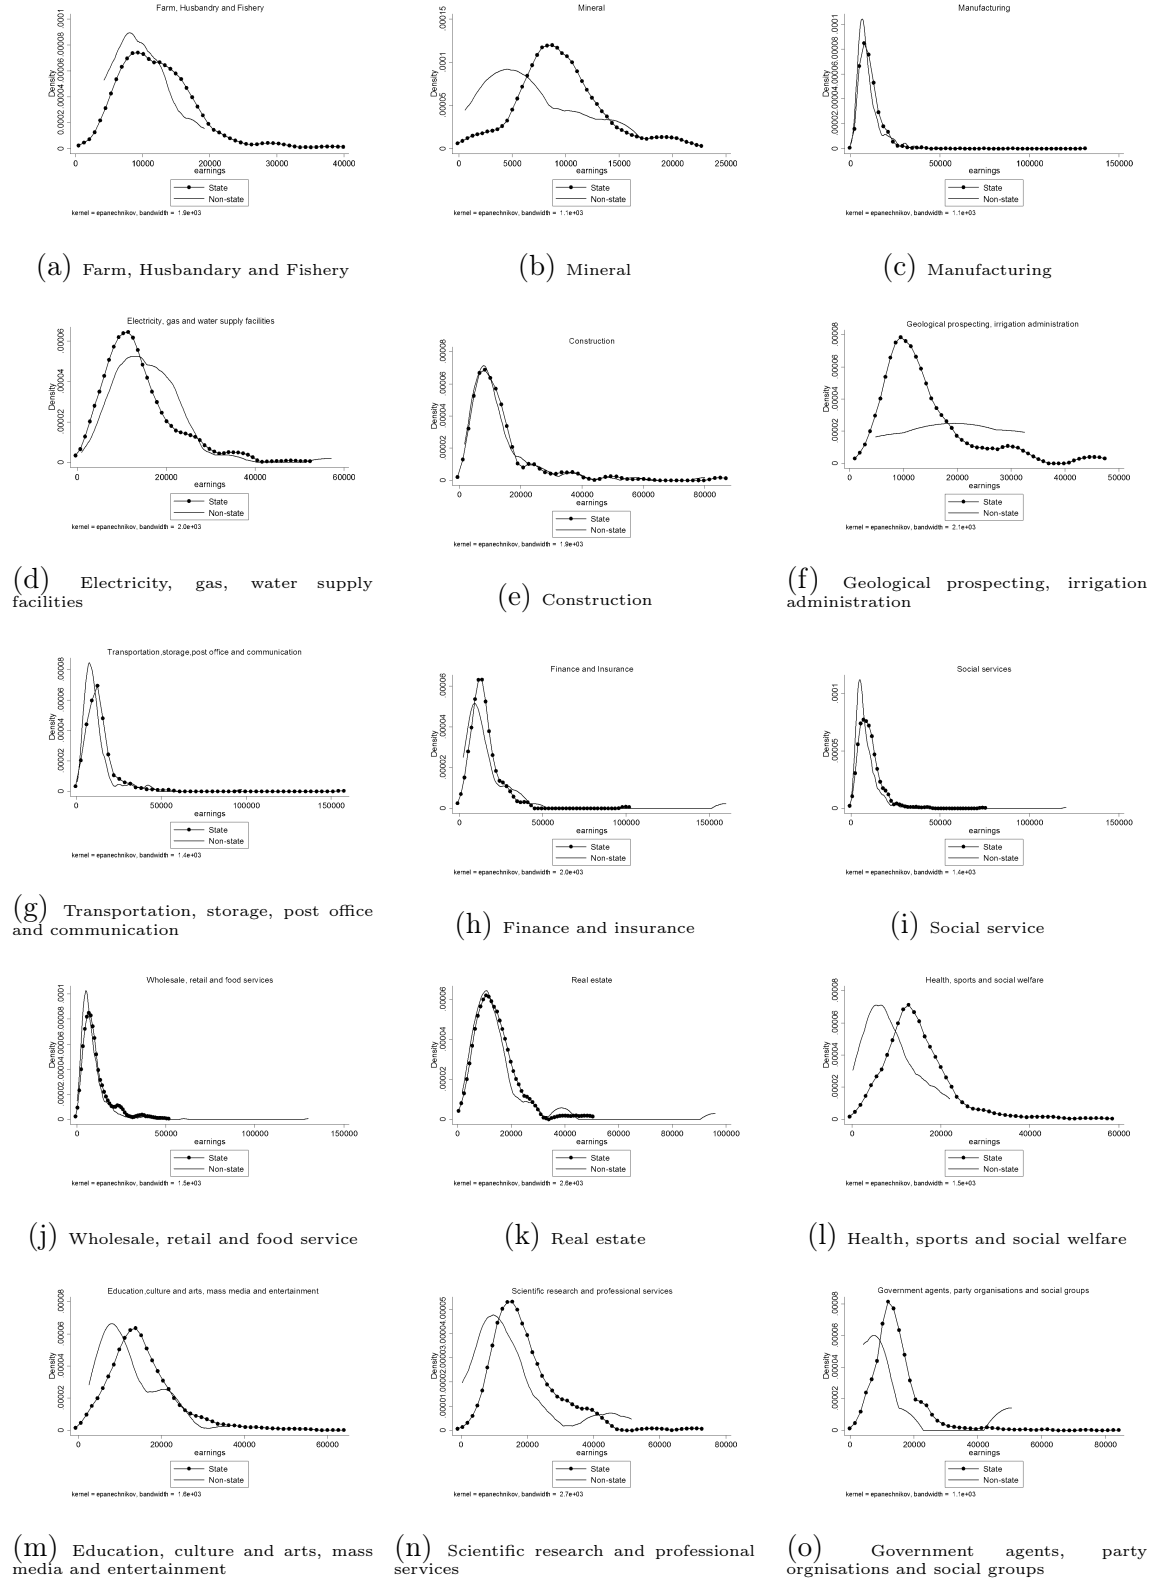 Farm, Husbandry and Fishery
Density
0 .00002 .00004 .00006 .00008 .0001
0 10000 20000 30000 40000
earnings
State
Non-state
kernel = epanechnikov, bandwidth = 1.9e+03
(a) Farm, Husbandary and Fishery
Mineral
Density
0 .00005 .0001 .00015
0 5000 10000 15000 20000 25000
earnings
State
Non-state
kernel = epanechnikov, bandwidth = 1.1e+03
(b) Mineral
Manufacturing
Density
0 .00002 .00004 .00006 .00008 .0001
0 50000 100000 150000
earnings
State
Non-state
kernel = epanechnikov, bandwidth = 1.1e+03
(c) Manufacturing
Electricity, gas and water supply facilities
Density
0 .00002 .00004 .00006
0 20000 40000 60000
earnings
State
Non-state
kernel = epanechnikov, bandwidth = 2.0e+03
(d) Electricity, gas, water supply
facilities
Construction
Density
0 .00002 .00004 .00006 .00008
0 20000 40000 60000 80000
earnings
State
Non-state
kernel = epanechnikov, bandwidth = 1.9e+03
(e) Construction
Geological prospecting, irrigation administration
Density
0 .00002 .00004 .00006 .00008
0 10000 20000 30000 40000 50000
earnings
State
Non-state
kernel = epanechnikov, bandwidth = 2.1e+03
(f) Geological prospecting, irrigation
administration
Transportation,storage,post office and communication
Density
0 .00002 .00004 .00006 .00008
0 50000 100000 150000
earnings
State
Non-state
kernel = epanechnikov, bandwidth = 1.4e+03
(g) Transportation, storage, post office
and communication
Finance and Insurance
Density
0 .00002 .00004 .00006
0 50000 100000 150000
earnings
State
Non-state
kernel = epanechnikov, bandwidth = 2.0e+03
(h) Finance and insurance
Social services
Density
0 .00005 .0001
0 50000 100000 150000
earnings
State
Non-state
kernel = epanechnikov, bandwidth = 1.4e+03
(i) Social service
Wholesale, retail and food services
Density
0 .00002 .00004 .00006 .00008 .0001
0 50000 100000 150000
earnings
State
Non-state
kernel = epanechnikov, bandwidth = 1.5e+03
(j) Wholesale, retail and food service
Real estate
Density
0 .00002 .00004 .00006
0 20000 40000 60000 80000 100000
earnings
State
Non-state
kernel = epanechnikov, bandwidth = 2.6e+03
(k) Real estate
Health, sports and social welfare
Density
0 .00002 .00004 .00006 .00008
0 20000 40000 60000
earnings
State
Non-state
kernel = epanechnikov, bandwidth = 1.5e+03
(l) Health, sports and social welfare
Education,culture and arts, mass media and entertainment
Density
0 .00002 .00004 .00006 .00008
0 20000 40000 60000
earnings
State
Non-state
kernel = epanechnikov, bandwidth = 1.6e+03
(m) Education, culture and arts, mass
media and entertainment
Scientific research and professional services
Density
0 .00001 .00002 .00003 .00004 .00005
0 20000 40000 60000 80000
earnings
State
Non-state
kernel = epanechnikov, bandwidth = 2.7e+03
(n) Scientific research and professional
services
Government agents, party organisations and social groups
Density
0 .00002 .00004 .00006 .00008
0 20000 40000 60000 80000
earnings
State
Non-state
kernel = epanechnikov, bandwidth = 1.1e+03
(o) Government agents, party
orgnisations and social groups